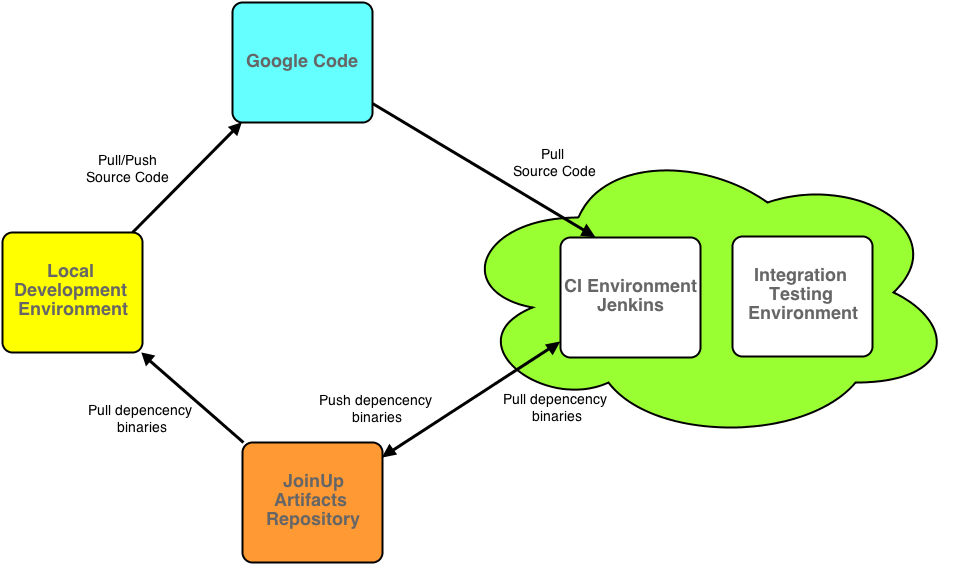 Google Code
Pull/Push
Source Code
Pull
Source Code
Local
Development
Environment
CI Environment
Jenkins
Integration
Testing
Environment
Pull depencency
binaries
Push depencency
binaries
Pull depencency
binaries
JoinUp
Artifacts
Repository